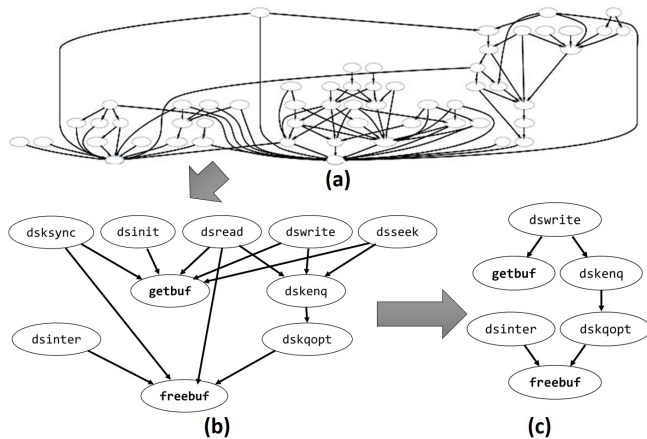 (a)
dsksync dsinit dsread dswrite dsseek
getbuf dskenq
dsinter dskqopt
freebuf
(b)
dswrite
getbuf dskenq
dsinter dskqopt
freebuf
(c)